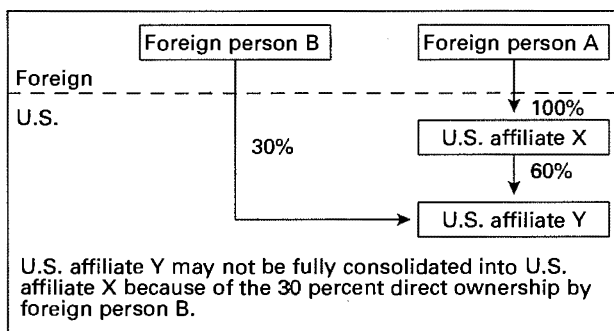 Foreign person B
Foreign person A
Foreign
U.S.
100%
U.S. affiliate X
30%
60%
U.S. affiliate Y
U.S. affiliate Y may not be fully consolidated into U.S.
affiliate X because of the 30 percent direct ownership by
foreign person B.